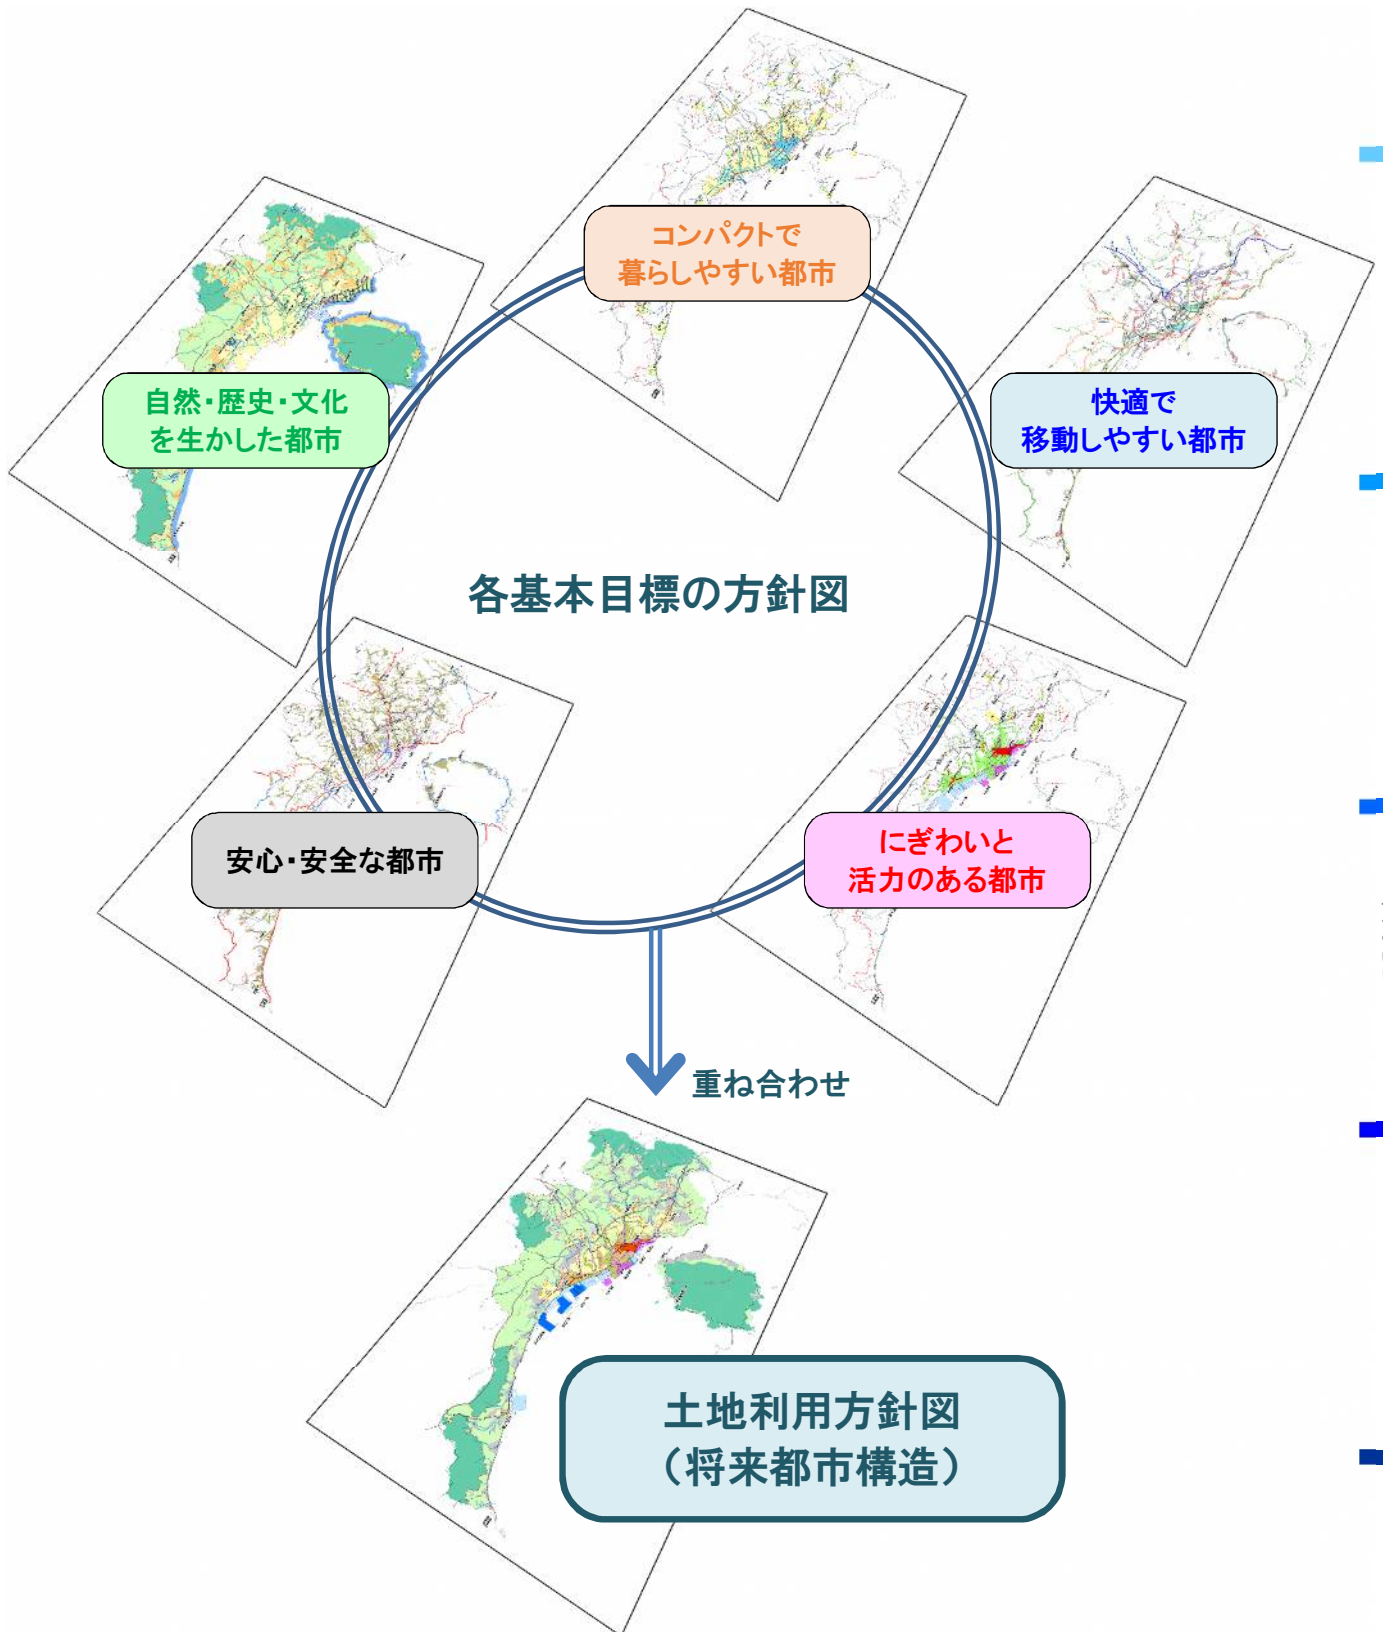 コンパクトで
暮らしやすい都市
自然・歴史・文化
を生かした都市
快適で
移動しやすい都市
各基本目標の方針図
安心・安全な都市
にぎわいと
活力のある都市
重ね合わせ
土地利用方針図
（将来都市構造）